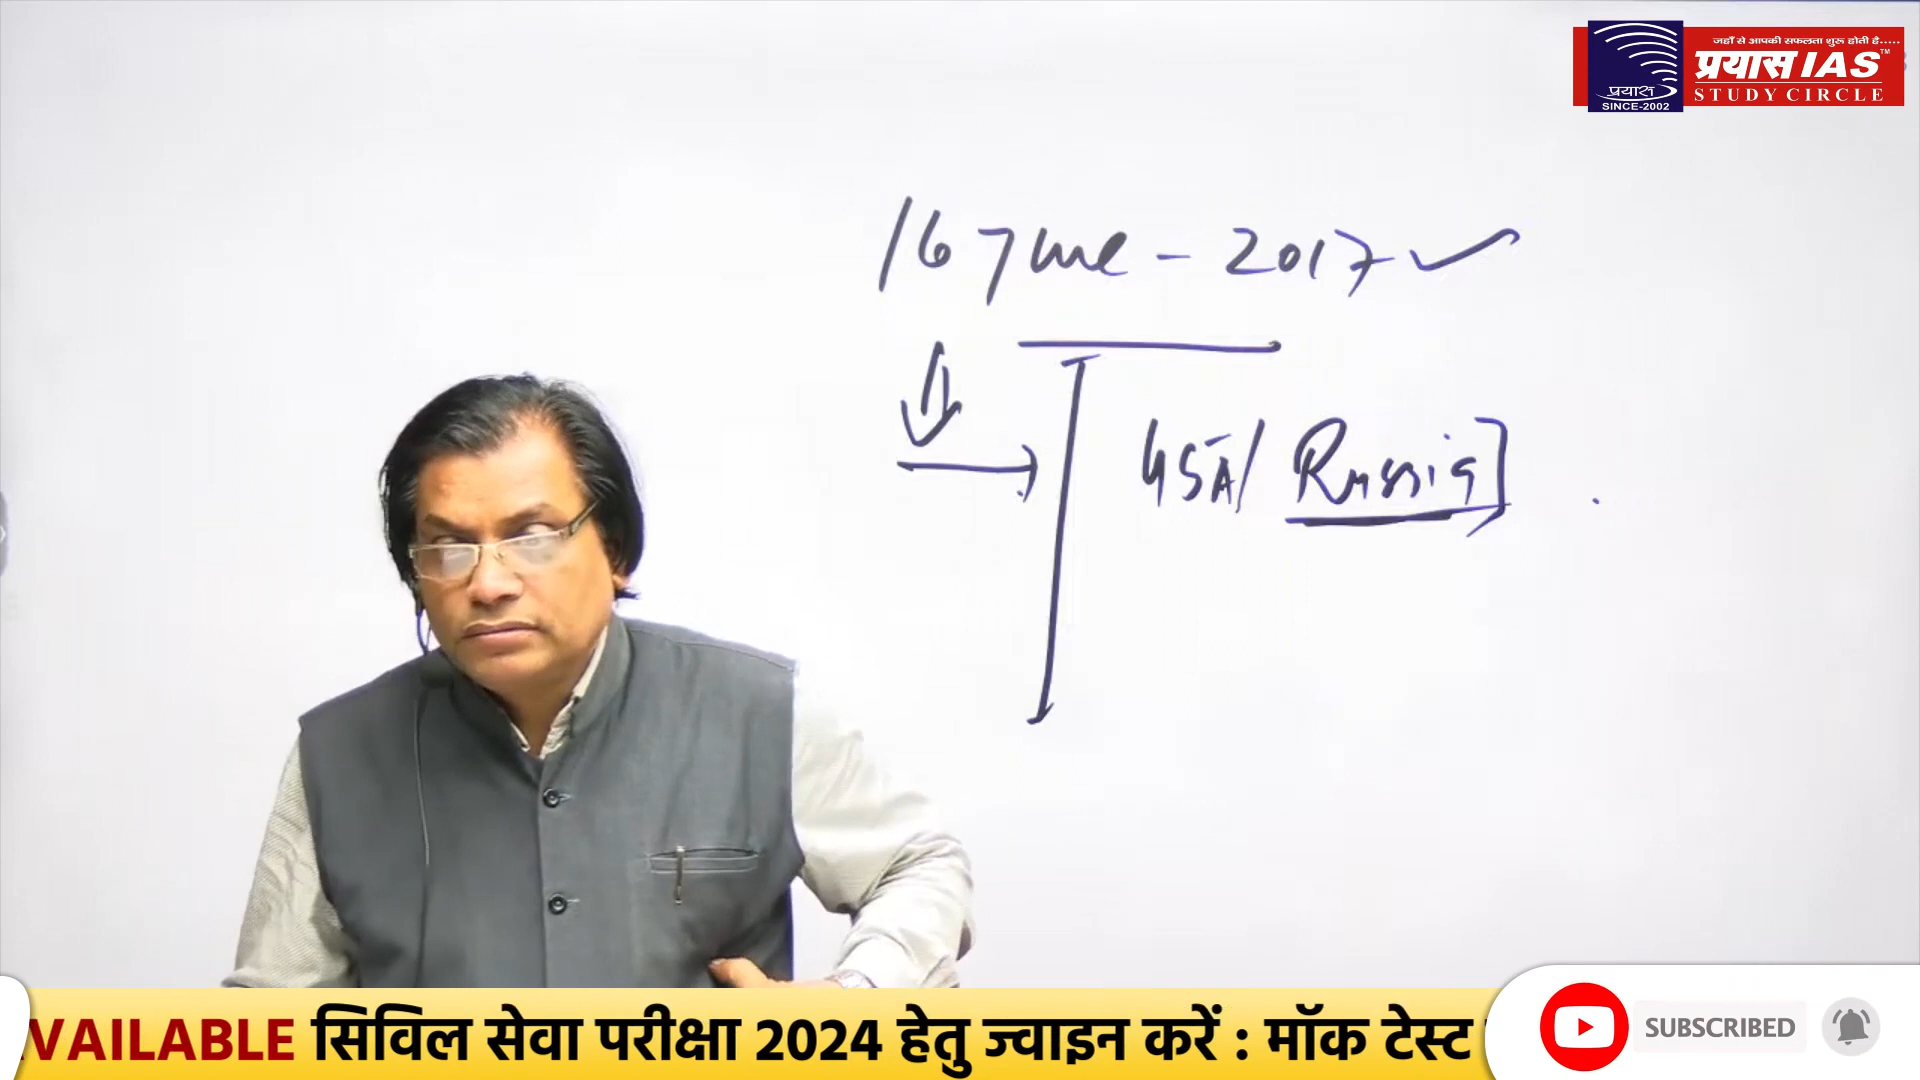 जहाँ से आपकी सफलता शुरू होती है.....
प्रयास IAS TM
STUDY CIRCLE
प्रयास
SINCE-2002
16 June - 2017
USA/ Russia]
VAILABLE सिविल सेवा परीक्षा 2024 हेतु ज्वाइन करें : मॉक टेस्ट
SUBSCRIBED